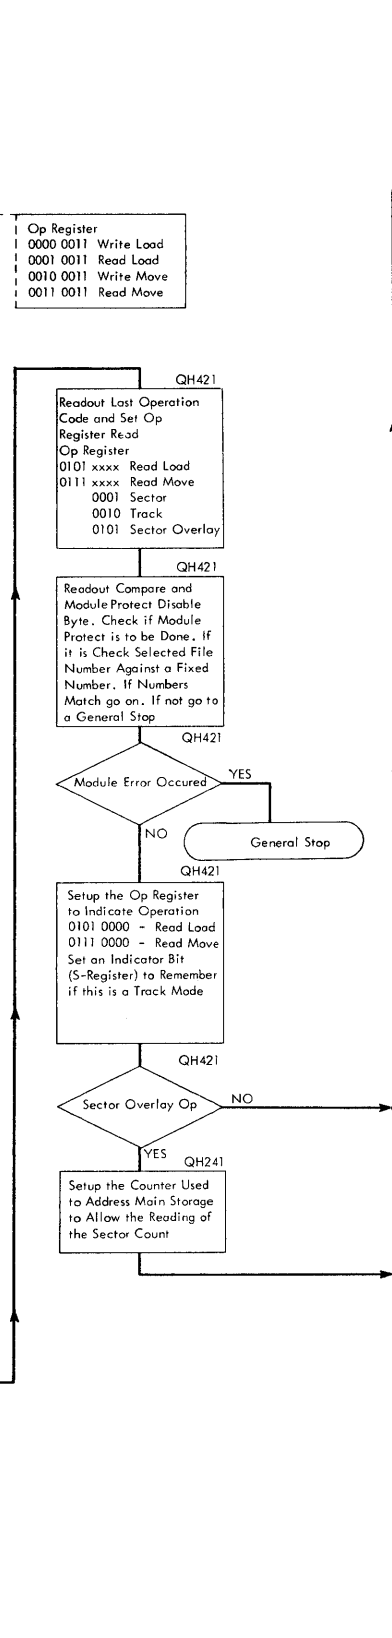 Op Register
0000 0011 Write Load
0001 0011 Read Load
0010 0011 Write Move
0011 0011 Read Move
QH421
Readout Last Operation
Code and Set Op
Register Read
Op Register
0101 xxxx Read Load
0111 xxxx Read Move
0001 Sector
0010 Track
0101 Sector Overlay
QH421
Readout Compare and
Module Protect Disable
Byte. Check if Module
Protect is to be Done. If
it is Check Selected File
Number Against a Fixed
Number. If Numbers
Match go on. If not go to
a General Stop
QH421
Module Error Occured
YES
General Stop
NO
QH421
Setup the Op Register
to Indicate Operation
0101 0000 - Read Load
0111 0000 - Read Move
Set an Indicator Bit
(S-Register) to Remember
if this is a Track Mode
QH421
Sector Overlay Op
NO
YES
QH241
Setup the Counter Used
to Address Main Storage
to Allow the Reading of
the Sector Count